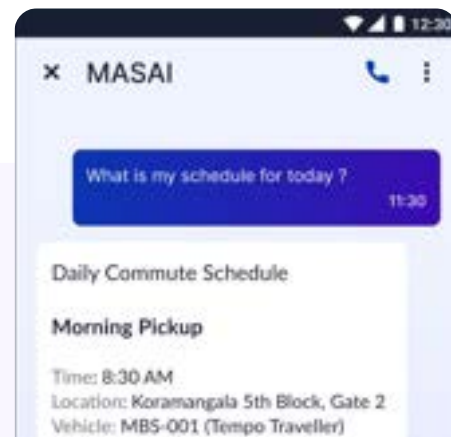 12:30
× MASAI
What is my schedule for today ?
11:30
Daily Commute Schedule
Morning Pickup
Time: 8:30 AM
Location: Koramangala 5th Block, Gate 2
Vehicle: MBS-001 (Tempo Traveller)